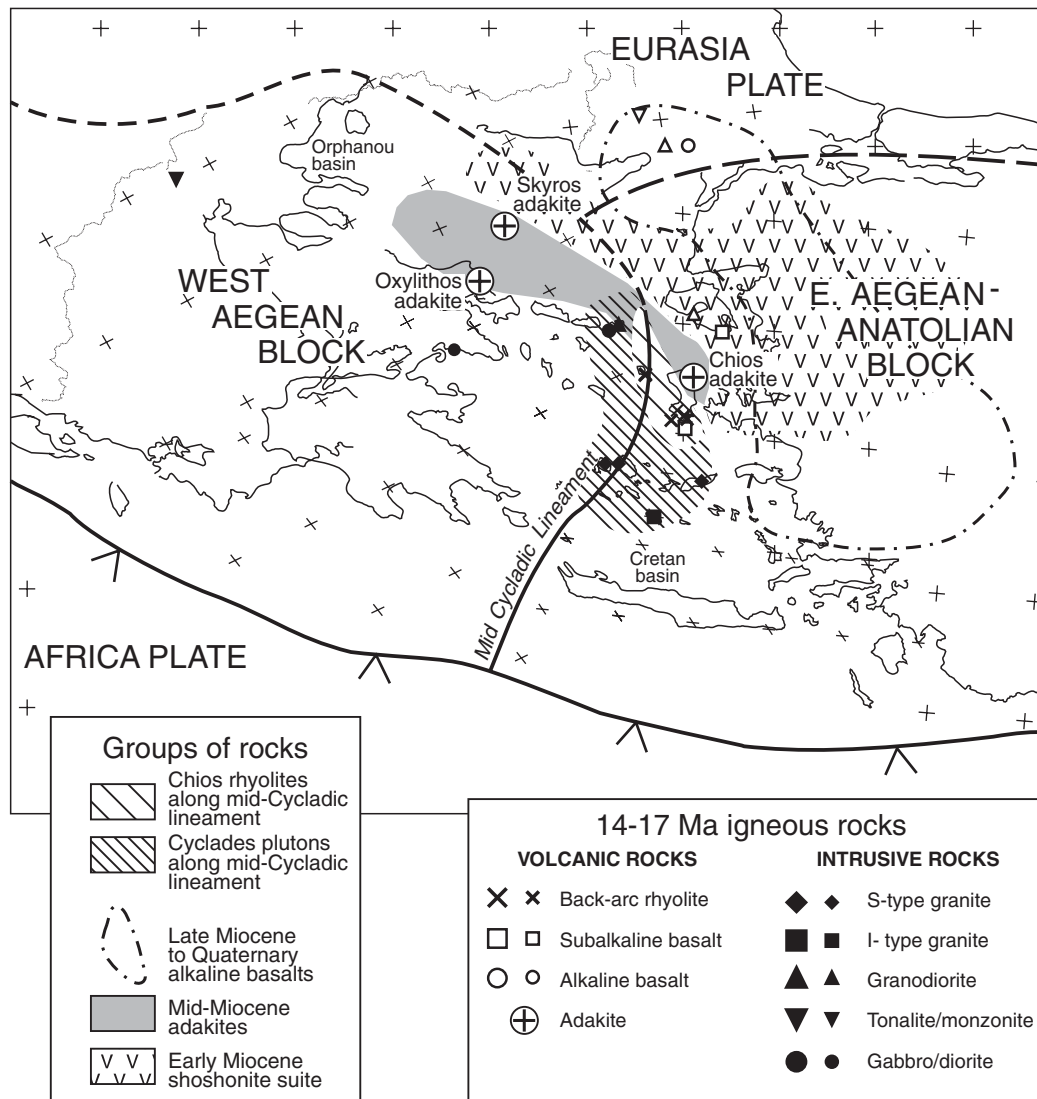 EURASIA
PLATE
Orphanou
basin
Skyros
adakite
WEST
AEGEAN
BLOCK
Oxylithos
adakite
E. AEGEAN-
ANATOLIAN
BLOCK
Chios
adakite
Mid Cycladic Lineament
Cretan
basin
AFRICA PLATE
Groups of rocks
Chios rhyolites
along mid-Cycladic
lineament
Cyclades plutons
along mid-Cycladic
lineament
Late Miocene
to Quaternary
alkaline basalts
Mid-Miocene
adakites
Early Miocene
shoshonite suite
14-17 Ma igneous rocks
VOLCANIC ROCKS
Back-arc rhyolite
Subalkaline basalt
Alkaline basalt
Adakite
INTRUSIVE ROCKS
S-type granite
I- type granite
Granodiorite
Tonalite/monzonite
Gabbro/diorite